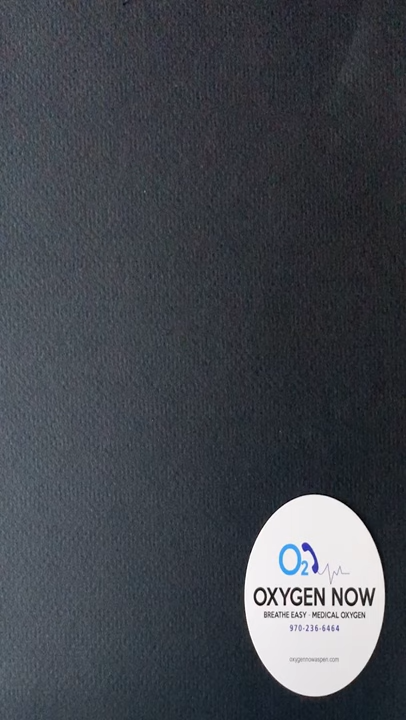 O2
OXYGEN NOW
BREATHE EASY · MEDICAL OXYGEN
970-236-6464
oxygennowaspen.com